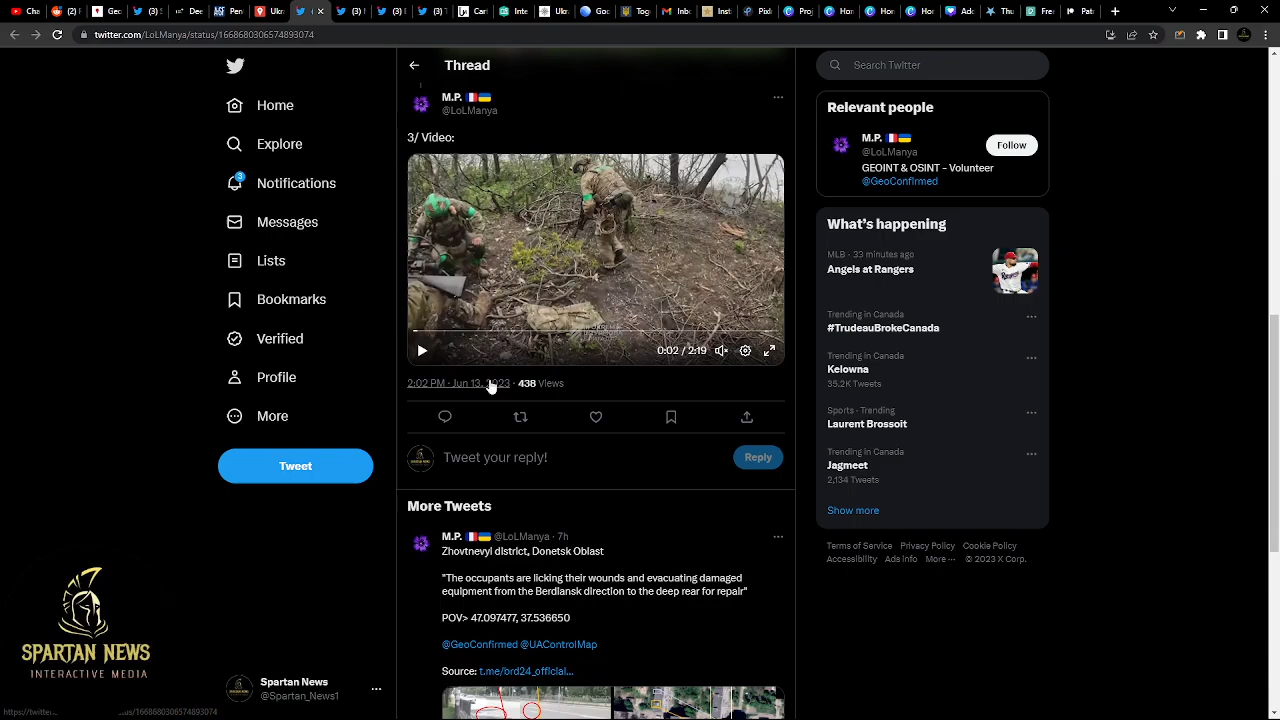 twitter.com/LoLManya/status/1668680306574893074
Home
Explore
3
Notifications
Messages
Lists
Bookmarks
Verified
Profile
More
Tweet
Spartan News
@Spartan_News1
SPARTAN NEWS
INTERACTIVE MEDIA
Thread
M.P.
@LoLManya
3/ Video:
0:02 / 2:19
2:02 PM · Jun 13, 2023 · 438 Views
Tweet your reply!
Reply
More Tweets
M.P. @LoLManya · 7h
Zhovtnevyi district, Donetsk Oblast
"The occupants are licking their wounds and evacuating damaged
equipment from the Berdiansk direction to the deep rear for repair"
POV> 47.097477, 37.536650
@GeoConfirmed @UAControlMap
Source: t.me/brd24_official…
Search Twitter
Relevant people
M.P.
@LoLManya
Follow
GEOINT & OSINT - Volunteer
@GeoConfirmed
What's happening
MLB · 33 minutes ago
Angels at Rangers
Trending in Canada
#TrudeauBrokeCanada
Trending in Canada
Kelowna
35.2K Tweets
Sports · Trending
Laurent Brossoit
Trending in Canada
Jagmeet
2,134 Tweets
Show more
Terms of Service Privacy Policy Cookie Policy
Accessibility Ads info More ··· © 2023 X Corp.